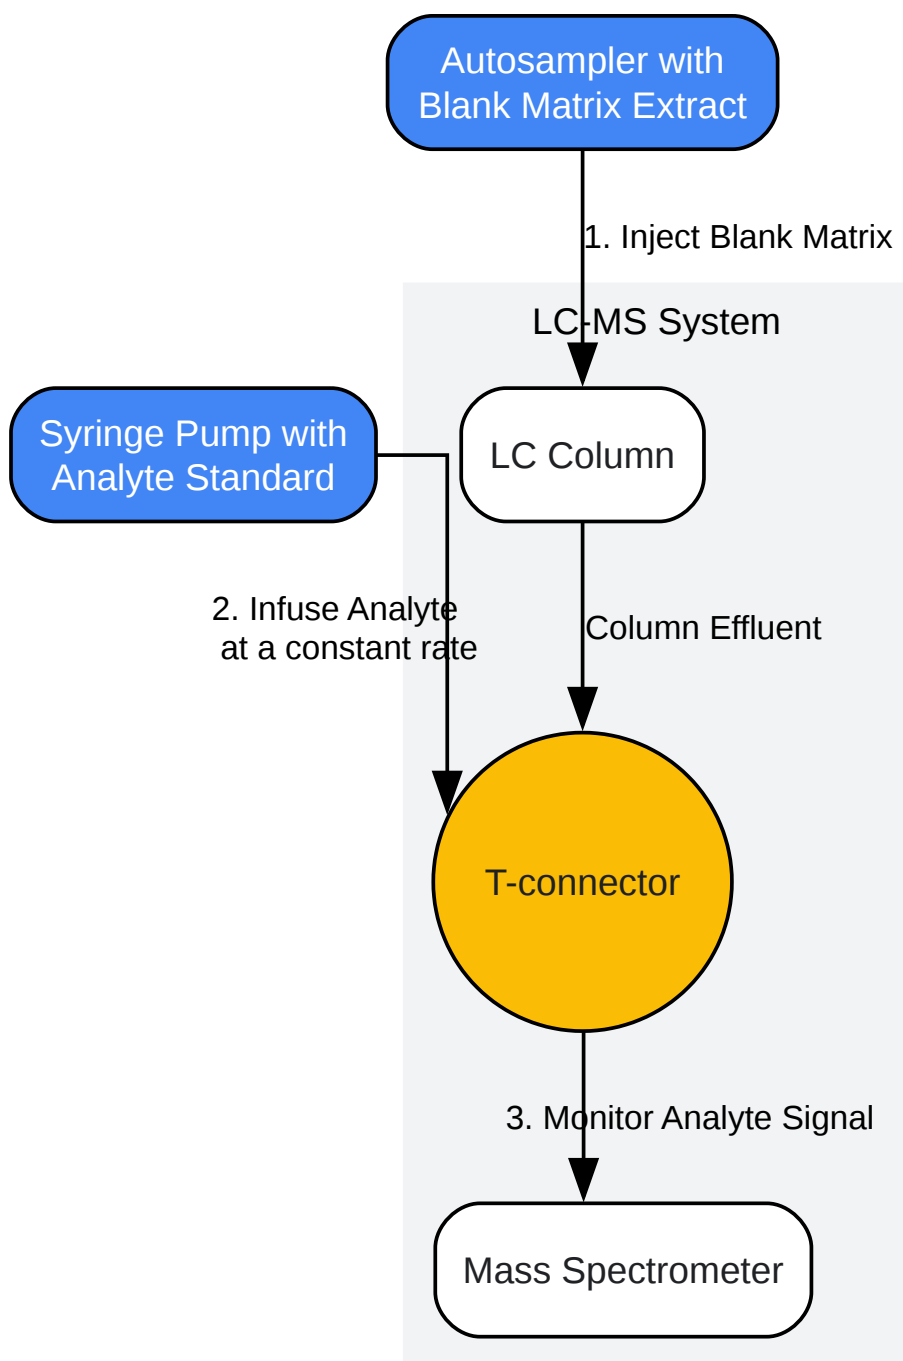 Autosampler with
Blank Matrix Extract
1. Inject Blank Matrix
LC-MS System
Syringe Pump with
Analyte Standard
LC Column
2. Infuse Analyte
at a constant rate
Column Effluent
T-connector
3. Monitor Analyte Signal
Mass Spectrometer